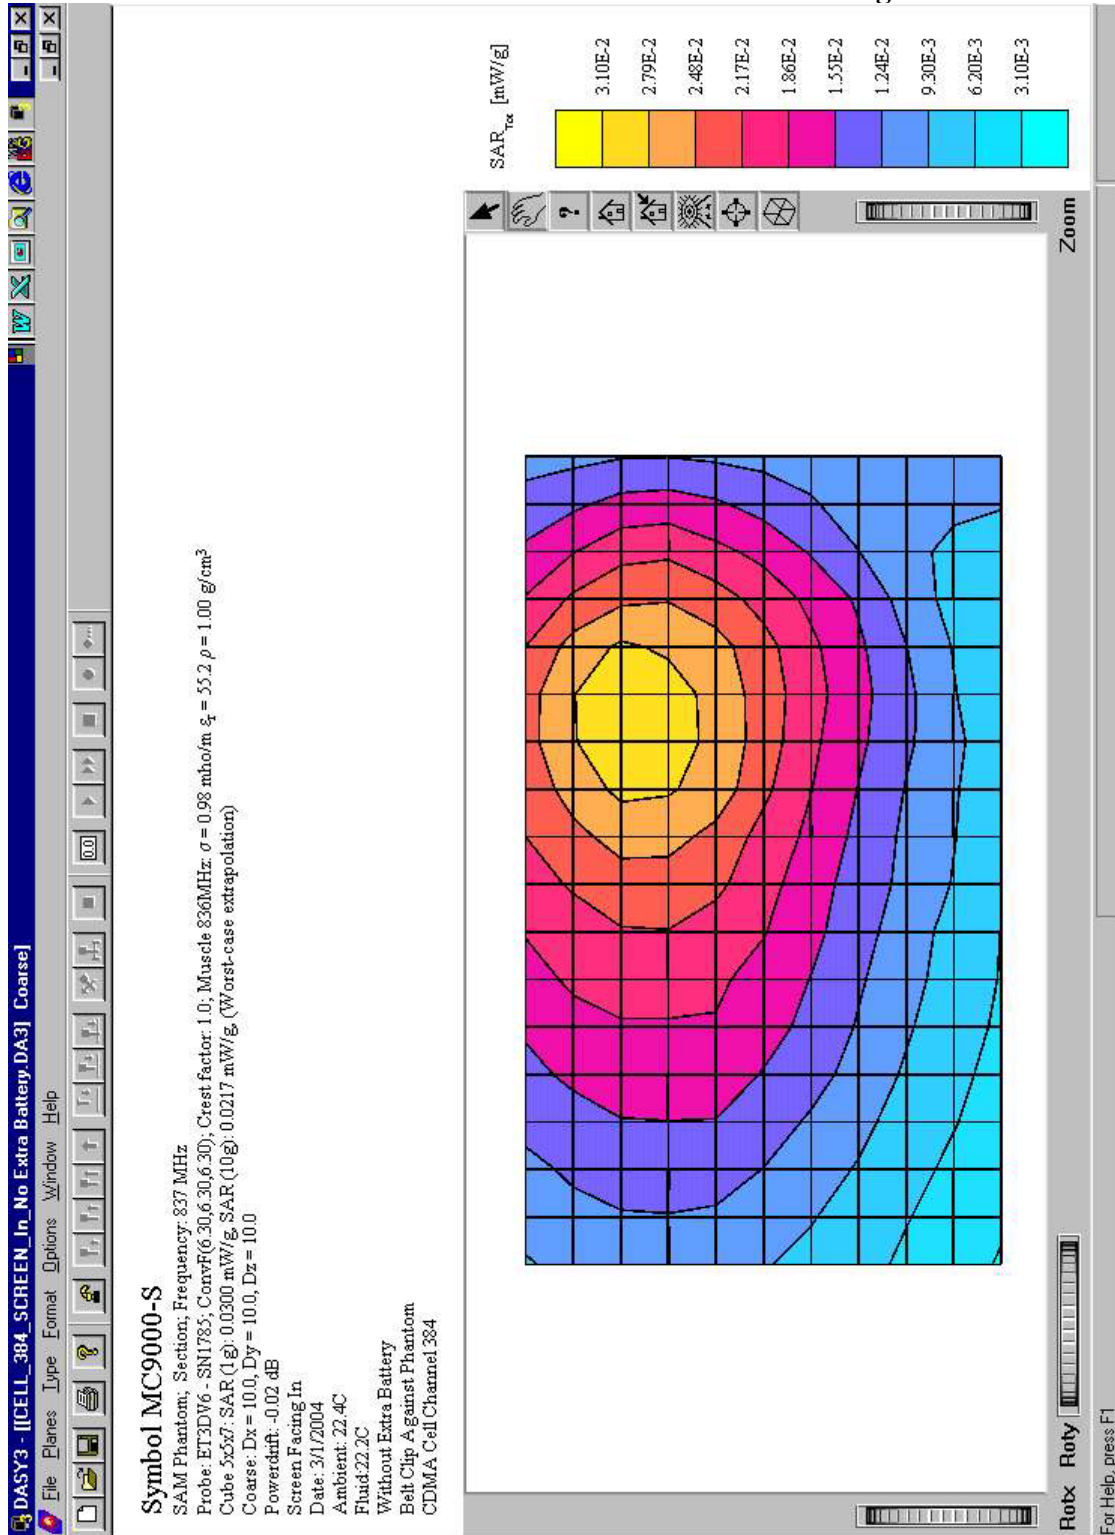 DASY3 - [[CELL_384_SCREEN_In_No Extra Battery.DA3] Coarse]
File Planes Type Format Options Window Help
0.0
Symbol MC9000-S
SAM Phantom; Section; Frequency: 837 MHz
Probe: ET3DV6 - SN1785; ConvF(6.30,6.30,6.30); Crest factor: 1.0; Muscle 836MHz: σ = 0.98 mho/m εr = 55.2 ρ = 1.00 g/cm³
Cube 5x5x7: SAR (1g): 0.0300 mW/g, SAR (10g): 0.0217 mW/g, (Worst-case extrapolation)
Coarse: Dx = 10.0, Dy = 10.0, Dz = 10.0
Powerdrift: -0.02 dB
Screen Facing In
Date: 3/1/2004
Ambient: 22.4C
Fluid:22.2C
Without Extra Battery
Belt Clip Against Phantom
CDMA Cell Channel 384
SARTot [mW/g]
3.10E-2
2.79E-2
2.48E-2
2.17E-2
1.86E-2
1.55E-2
1.24E-2
9.30E-3
6.20E-3
3.10E-3
Rotx Roty Zoom
For Help, press F1